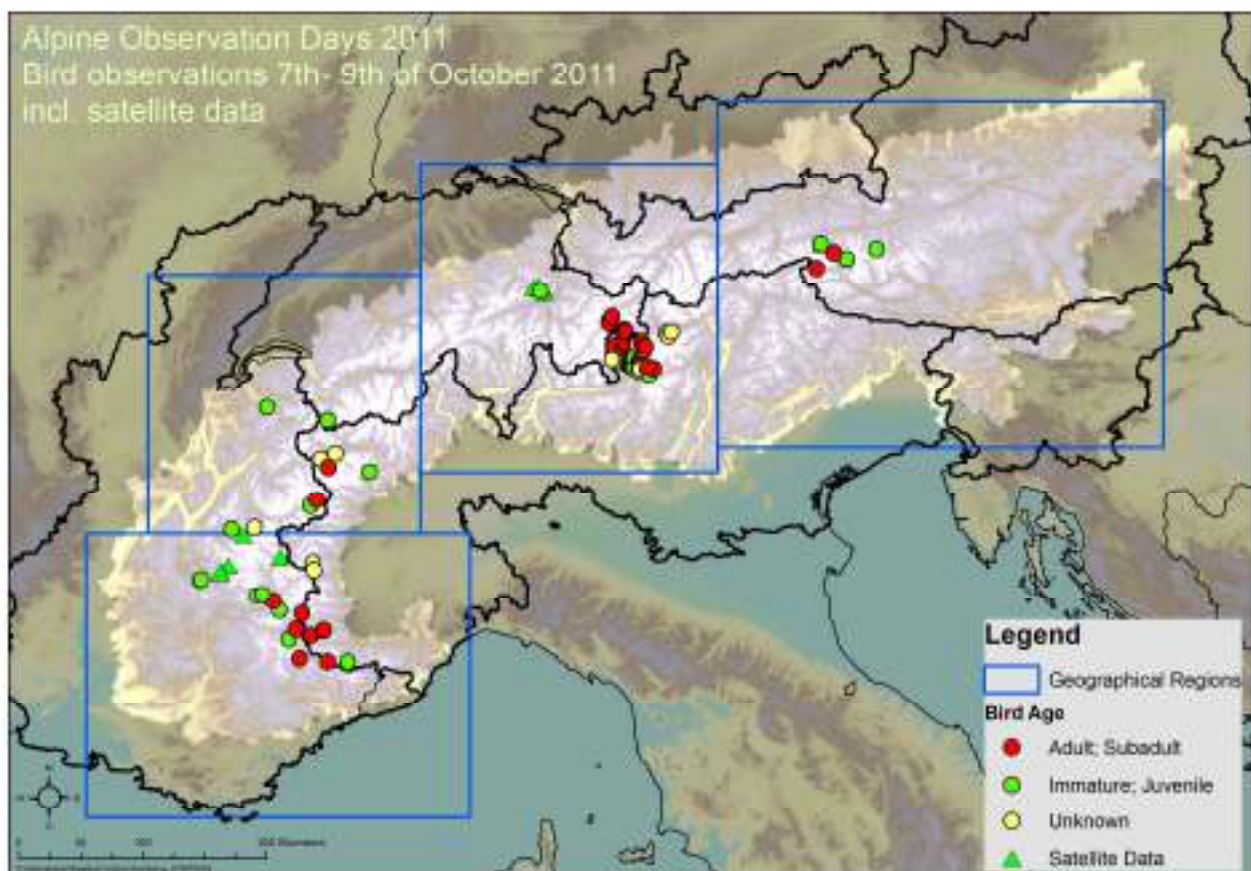 Alpine Observation Days 2011
Bird observations 7th- 9th of October 2011
incl. satellite data
Legend
Geographical Regions
Bird Age
Adult; Subadult
Immature; Juvenile
Unknown
Satellite Data